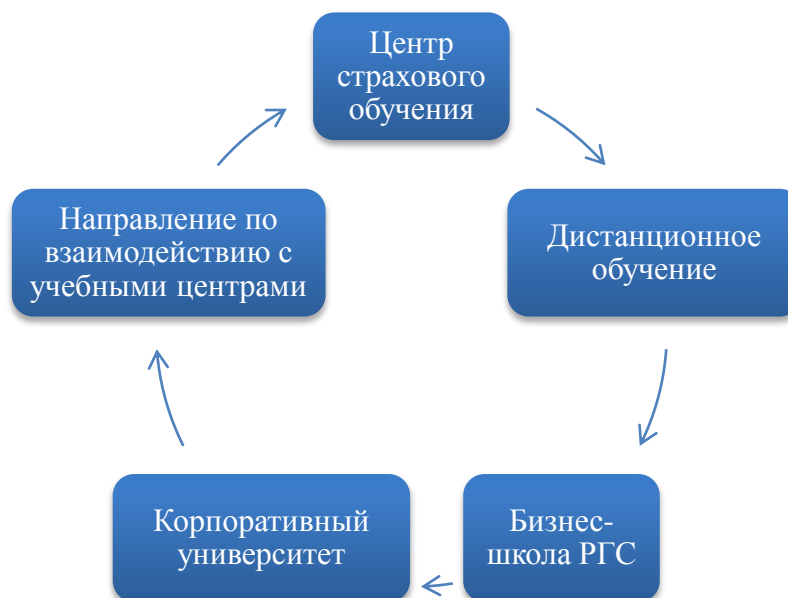 Центр
страхового
обучения
Направление по
взаимодействию с
учебными центрами
Дистанционное
обучение
Корпоративный
университет
Бизнес-
школа РГС